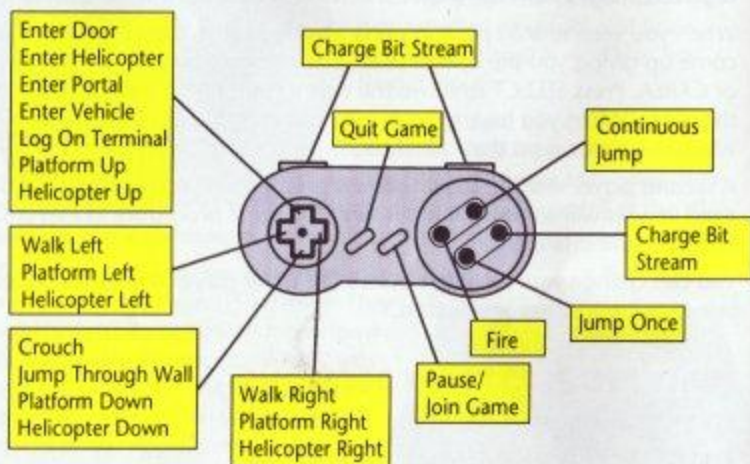 Enter Door
Enter Helicopter
Enter Portal
Enter Vehicle
Log On Terminal
Platform Up
Helicopter Up
Charge Bit Stream
Quit Game
Continuous
Jump
Walk Left
Platform Left
Helicopter Left
Charge Bit
Stream
Jump Once
Fire
Crouch
Jump Through Wall
Platform Down
Helicopter Down
Walk Right
Platform Right
Helicopter Right
Pause/
Join Game